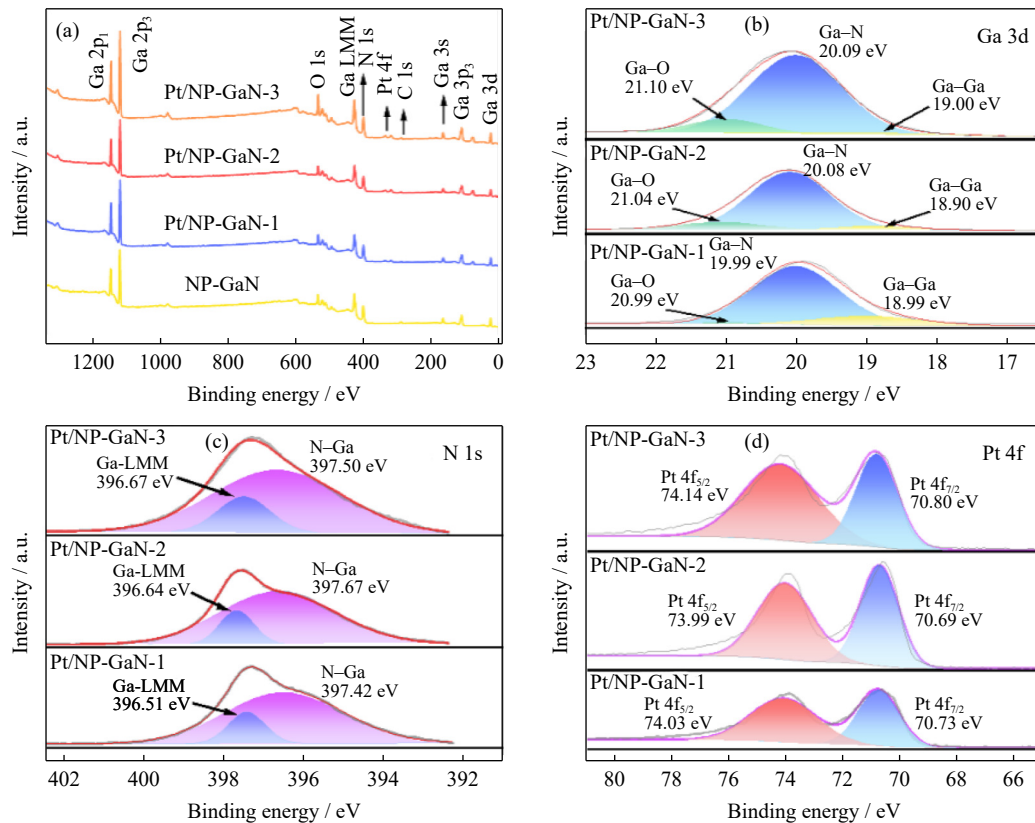 (a)
Ga 2p1
Ga 2p3
O 1s
Ga LMM
N 1s
Pt 4f
C 1s
Ga 3s
Ga 3p3
Ga 3d
Pt/NP-GaN-3
Pt/NP-GaN-2
Pt/NP-GaN-1
NP-GaN
Intensity / a.u.
1200 1000 800 600 400 200 0
Binding energy / eV
Pt/NP-GaN-3
(b)
Ga 3d
Ga–N
20.09 eV
Ga–O
21.10 eV
Ga–Ga
19.00 eV
Pt/NP-GaN-2
Ga–N
20.08 eV
Ga–O
21.04 eV
Ga–Ga
18.90 eV
Pt/NP-GaN-1
Ga–N
19.99 eV
Ga–O
20.99 eV
Ga–Ga
18.99 eV
Intensity / a.u.
23 22 21 20 19 18 17
Binding energy / eV
Pt/NP-GaN-3
(c)
N 1s
Ga-LMM
396.67 eV
N–Ga
397.50 eV
Pt/NP-GaN-2
Ga-LMM
396.64 eV
N–Ga
397.67 eV
Pt/NP-GaN-1
Ga-LMM
396.51 eV
N–Ga
397.42 eV
Intensity / a.u.
402 400 398 396 394 392
Binding energy / eV
Pt/NP-GaN-3
(d)
Pt 4f
Pt 4f5/2
74.14 eV
Pt 4f7/2
70.80 eV
Pt/NP-GaN-2
Pt 4f5/2
73.99 eV
Pt 4f7/2
70.69 eV
Pt/NP-GaN-1
Pt 4f5/2
74.03 eV
Pt 4f7/2
70.73 eV
Intensity / a.u.
80 78 76 74 72 70 68 66
Binding energy / eV